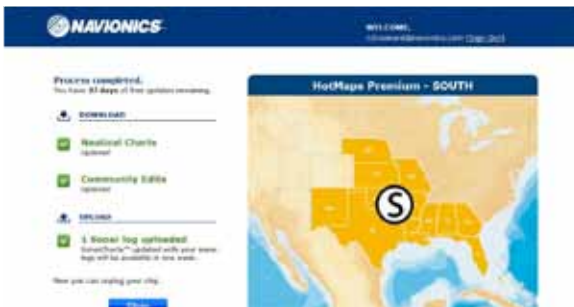 NAVIONICS
WELCOME,
Process completed.
You have days of free updates remaining.
DOWNLOAD
Nautical Charts
Updated
Community Edits
Updated
UPLOAD
1 Sonar log uploaded
SonarCharts™ updated with your sonar
logs will be available in one week.
Now you can unplug your chip.
HotMaps Premium - SOUTH
S